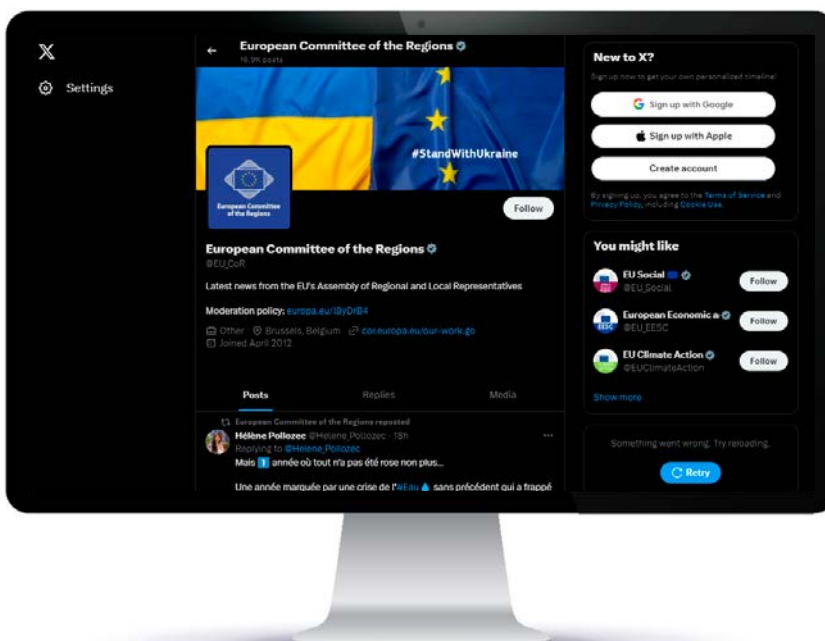 X
Settings
European Committee of the Regions
16.9K posts
#StandWithUkraine
European Committee
of the Regions
Follow
European Committee of the Regions
@EU_CoR
Latest news from the EU's Assembly of Regional and Local Representatives
Moderation policy: europa.eu/!ByDrB4
Other Brussels, Belgium cor.europa.eu/our-work.go
Joined April 2012
Posts Replies Media
European Committee of the Regions reposted
Hélène Pollozec @Helene_Pollozec · 18h
Replying to @Helene_Pollozec
Mais 1 année où tout n'a pas été rose non plus...
Une année marquée par une crise de l'#Eau sans précédent qui a frappé
New to X?
Sign up now to get your own personalized timeline!
Sign up with Google
Sign up with Apple
Create account
By signing up, you agree to the Terms of Service and
Privacy Policy, including Cookie Use.
You might like
EU Social
@EU_Social
Follow
European Economic a
@EU_EESC
EESC
Follow
EU Climate Action
@EUClimateAction
Follow
Show more
Something went wrong. Try reloading.
Retry